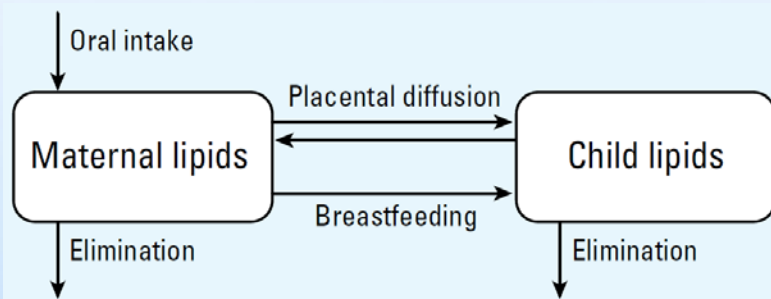 Oral intake
Placental diffusion
Maternal lipids
Child lipids
Breastfeeding
Elimination
Elimination